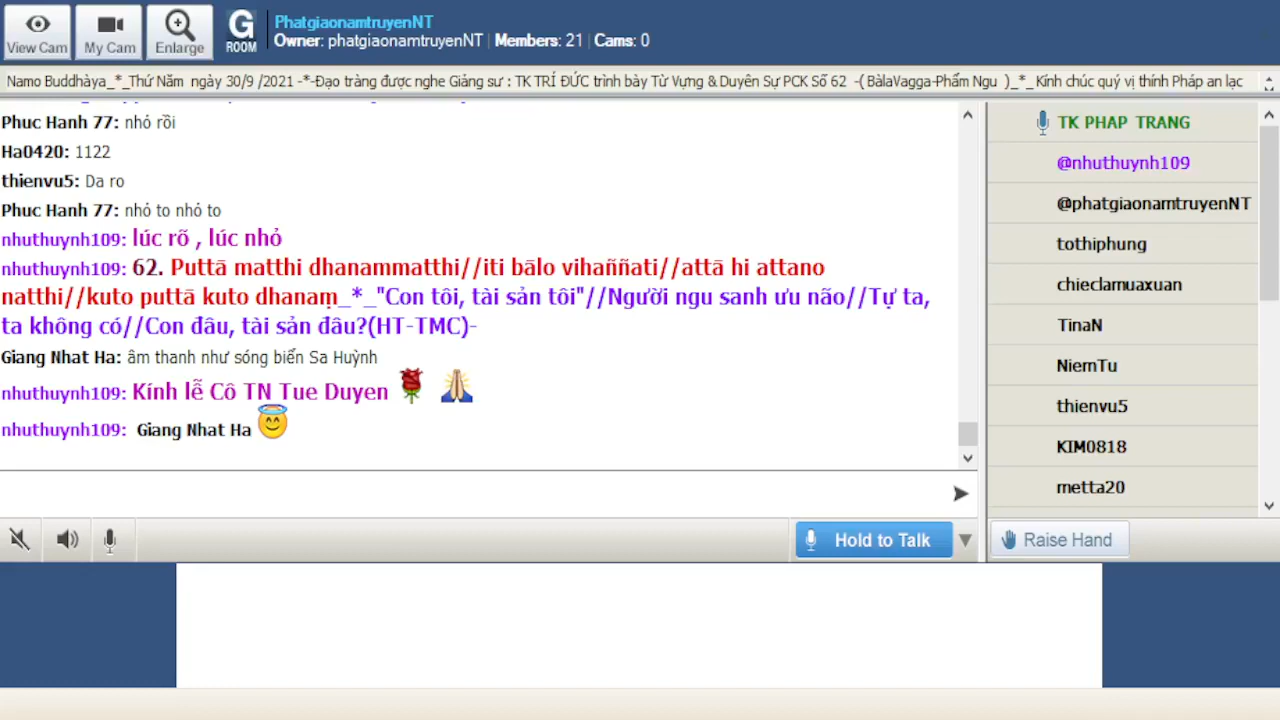 View Cam
My Cam
Enlarge
G
ROOM
PhatgiaonamtruyenNT
Owner: phatgiaonamtruyenNT | Members: 21 | Cams: 0
Namo Buddhàya_*_Thứ Năm ngày 30/9 /2021 -*-Đạo tràng được nghe Giảng sư : TK TRÍ ĐỨC trình bày Từ Vựng & Duyên Sự PCK Số 62 -( BàlaVagga-Phẩm Ngu )_*_ Kính chúc quý vị thính Pháp an lạc
Phuc Hanh 77: nhỏ rồi
Ha0420: 1122
thienvu5: Da ro
Phuc Hanh 77: nhỏ to nhỏ to
nhuthuynh109: lúc rõ , lúc nhỏ
nhuthuynh109: 62. Puttā matthi dhanammatthi//iti bālo vihaññati//attā hi attano
natthi//kuto puttā kuto dhanaṃ_*_"Con tôi, tài sản tôi"//Người ngu sanh ưu não//Tự ta,
ta không có//Con đâu, tài sản đâu?(HT-TMC)-
Giang Nhat Ha: âm thanh như sóng biển Sa Huỳnh
nhuthuynh109: Kính lễ Cô TN Tue Duyen
nhuthuynh109: Giang Nhat Ha
Hold to Talk
TK PHAP TRANG
@nhuthuynh109
@phatgiaonamtruyenNT
tothiphung
chieclamuaxuan
TinaN
NiemTu
thienvu5
KIM0818
metta20
Raise Hand